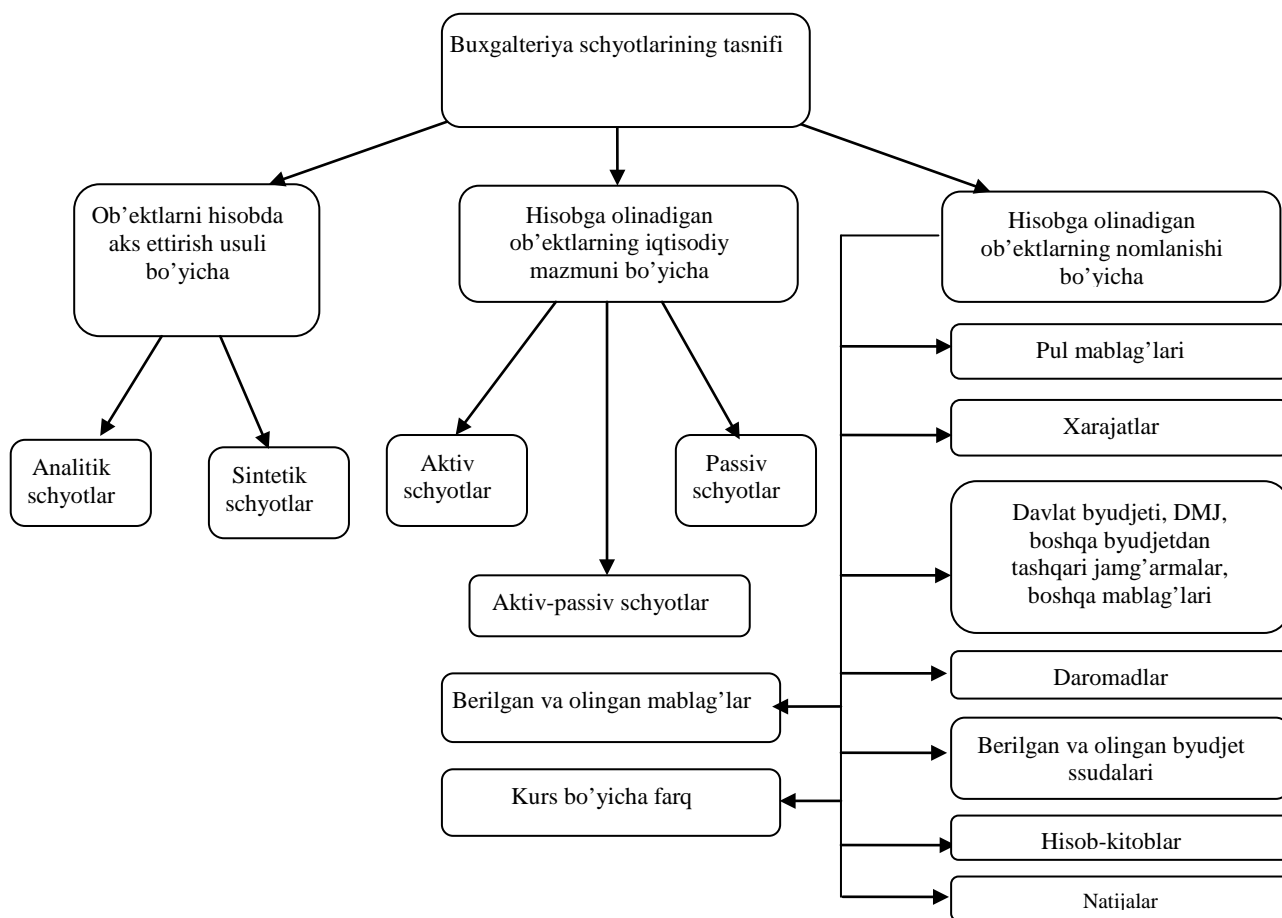 Buxgalteriya schyotlarining tasnifi
Ob’ektlarni hisobda
aks ettirish usuli
bo’yicha
Hisobga olinadigan
ob’ektlarning iqtisodiy
mazmuni bo’yicha
Hisobga olinadigan
ob’ektlarning nomlanishi
bo’yicha
Analitik
schyotlar
Sintetik
schyotlar
Aktiv
schyotlar
Passiv
schyotlar
Aktiv-passiv schyotlar
Pul mablag’lari
Xarajatlar
Davlat byudjeti, DMJ,
boshqa byudjetdan
tashqari jamg’armalar,
boshqa mablag’lari
Daromadlar
Berilgan va olingan mablag’lar
Berilgan va olingan byudjet
ssudalari
Kurs bo’yicha farq
Hisob-kitoblar
Natijalar